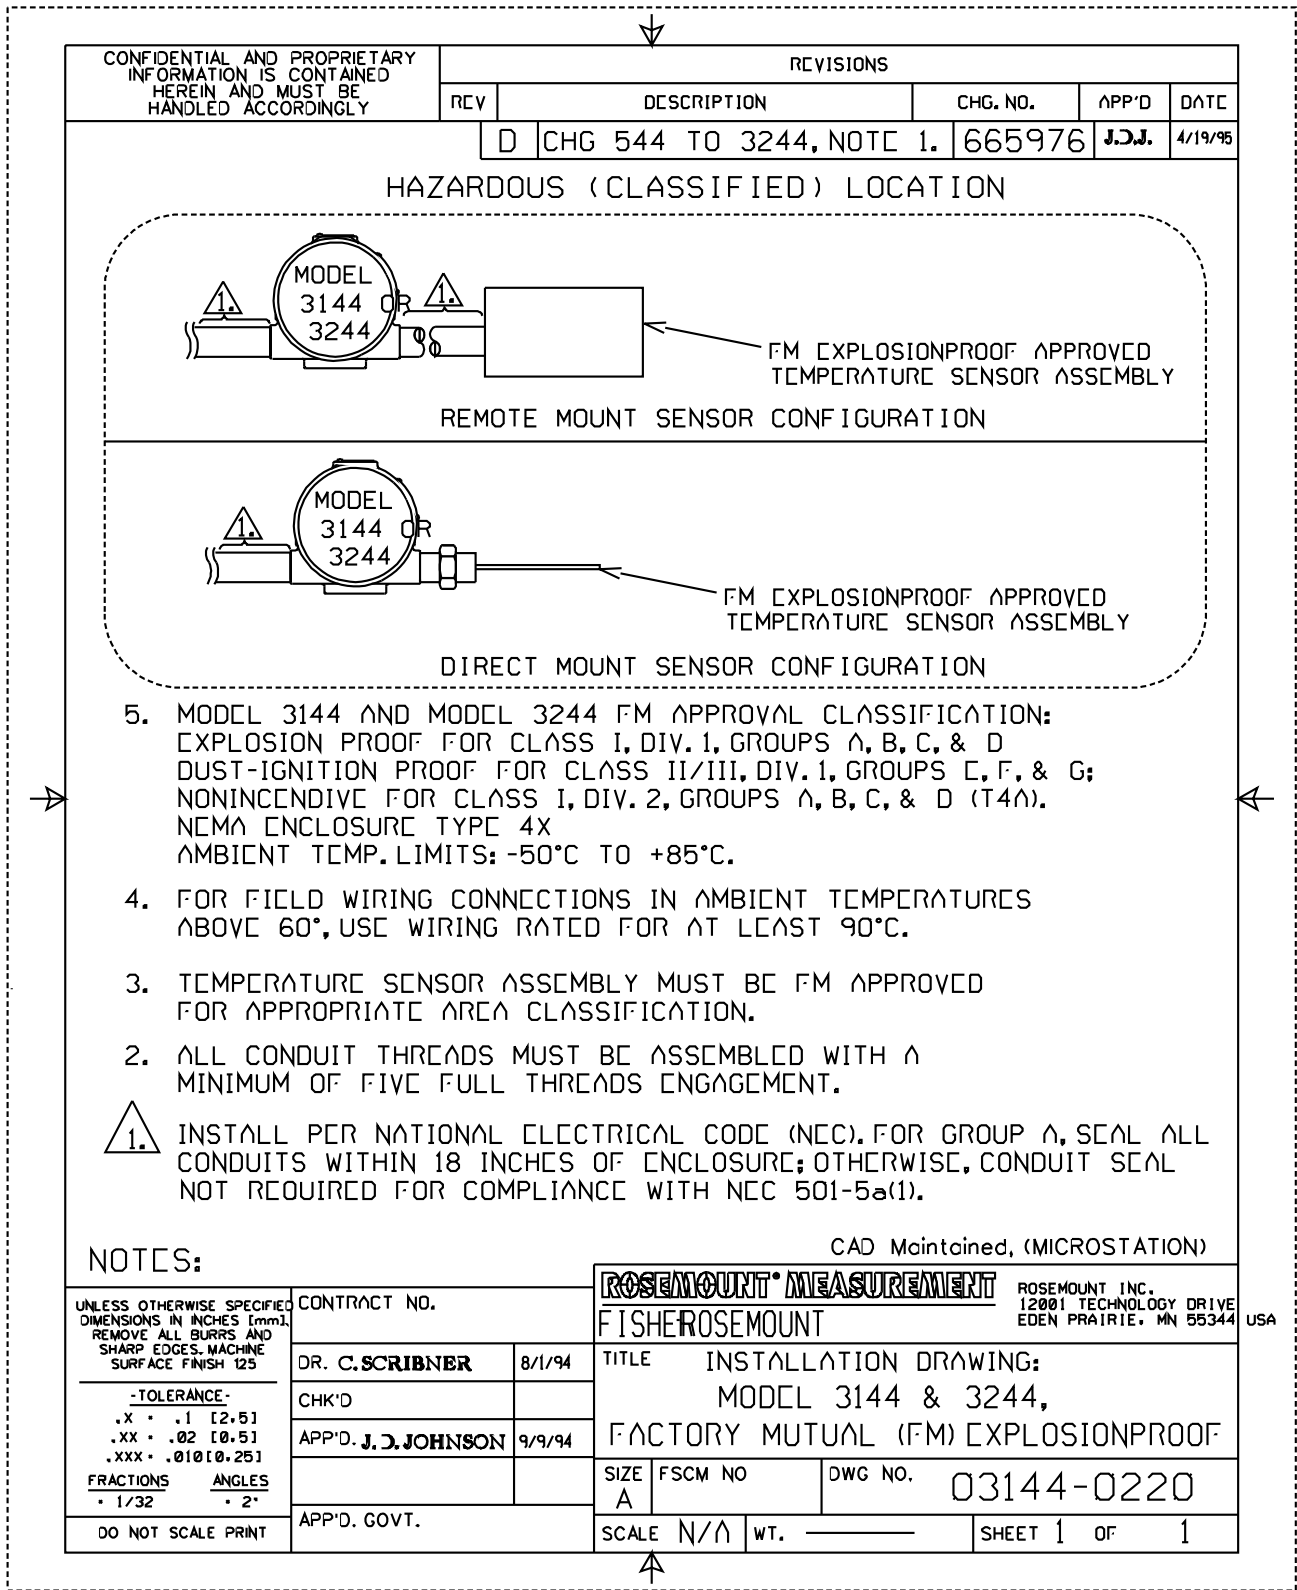 CONFIDENTIAL AND PROPRIETARY
INFORMATION IS CONTAINED
HEREIN AND MUST BE
HANDLED ACCORDINGLY
REVISIONS
REV DESCRIPTION CHG. NO. APP'D DATE
D CHG 544 TO 3244, NOTE 1. 665976 J.D.J. 4/19/95
HAZARDOUS (CLASSIFIED) LOCATION
MODEL
3144 OR
3244
1.
1.
FM EXPLOSIONPROOF APPROVED
TEMPERATURE SENSOR ASSEMBLY
REMOTE MOUNT SENSOR CONFIGURATION
MODEL
3144 OR
3244
1.
FM EXPLOSIONPROOF APPROVED
TEMPERATURE SENSOR ASSEMBLY
DIRECT MOUNT SENSOR CONFIGURATION
5. MODEL 3144 AND MODEL 3244 FM APPROVAL CLASSIFICATION:
EXPLOSION PROOF FOR CLASS I, DIV. 1, GROUPS A, B, C, & D
DUST-IGNITION PROOF FOR CLASS II/III, DIV. 1, GROUPS E, F, & G;
NONINCENDIVE FOR CLASS I, DIV. 2, GROUPS A, B, C, & D (T4A).
NEMA ENCLOSURE TYPE 4X
AMBIENT TEMP. LIMITS: -50°C TO +85°C.
4. FOR FIELD WIRING CONNECTIONS IN AMBIENT TEMPERATURES
ABOVE 60°, USE WIRING RATED FOR AT LEAST 90°C.
3. TEMPERATURE SENSOR ASSEMBLY MUST BE FM APPROVED
FOR APPROPRIATE AREA CLASSIFICATION.
2. ALL CONDUIT THREADS MUST BE ASSEMBLED WITH A
MINIMUM OF FIVE FULL THREADS ENGAGEMENT.
1. INSTALL PER NATIONAL ELECTRICAL CODE (NEC). FOR GROUP A, SEAL ALL
CONDUITS WITHIN 18 INCHES OF ENCLOSURE; OTHERWISE, CONDUIT SEAL
NOT REQUIRED FOR COMPLIANCE WITH NEC 501-5a(1).
NOTES:
CAD Maintained, (MICROSTATION)
UNLESS OTHERWISE SPECIFIED
DIMENSIONS IN INCHES [mm].
REMOVE ALL BURRS AND
SHARP EDGES. MACHINE
SURFACE FINISH 125
-TOLERANCE-
.X • .1 [2.5]
.XX • .02 [0.5]
.XXX • .010[0.25]
FRACTIONS ANGLES
• 1/32 • 2°
DO NOT SCALE PRINT
CONTRACT NO.
DR. C. SCRIBNER 8/1/94
CHK'D
APP'D. J. D. JOHNSON 9/9/94
APP'D. GOVT.
ROSEMOUNT® MEASUREMENT
FISHER-ROSEMOUNT
ROSEMOUNT INC.
12001 TECHNOLOGY DRIVE
EDEN PRAIRIE, MN 55344 USA
TITLE INSTALLATION DRAWING:
MODEL 3144 & 3244,
FACTORY MUTUAL (FM) EXPLOSIONPROOF
SIZE A FSCM NO DWG NO. 03144-0220
SCALE N/A WT. SHEET 1 OF 1